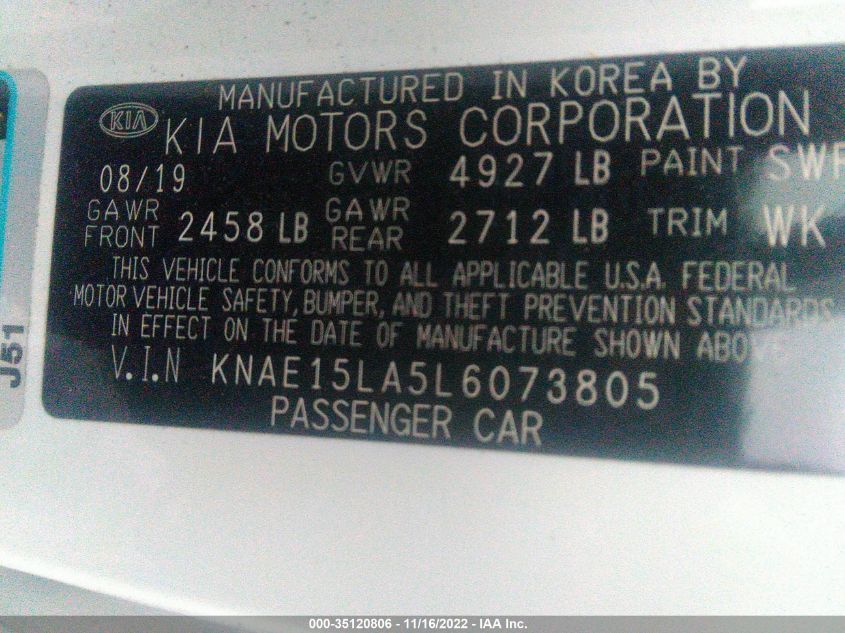 MANUFACTURED IN KOREA BY
KIA KIA MOTORS CORPORATION
08/19 GVWR 4927 LB PAINT SWP
GAWR FRONT 2458 LB GAWR REAR 2712 LB TRIM WK
THIS VEHICLE CONFORMS TO ALL APPLICABLE U.S.A. FEDERAL
MOTOR VEHICLE SAFETY, BUMPER, AND THEFT PREVENTION STANDARDS
IN EFFECT ON THE DATE OF MANUFACTURE SHOWN ABOVE
V.I.N KNAE15LA5L6073805
PASSENGER CAR
J51
000-35120806 - 11/16/2022 - IAA Inc.